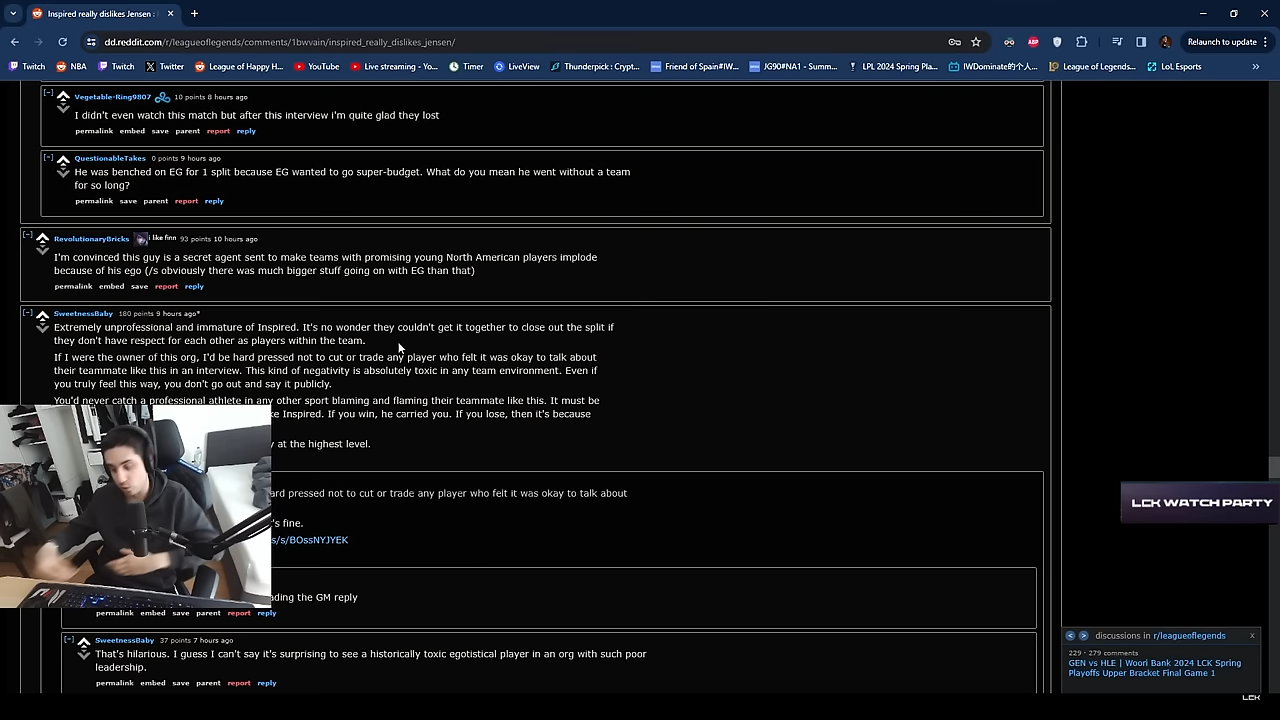 Inspired really dislikes Jensen :
dd.reddit.com/r/leagueoflegends/comments/1bwvain/inspired_really_dislikes_jensen/
Relaunch to update
Twitch NBA Twitch Twitter League of Happy H... YouTube Live streaming - Yo... Timer LiveView Thunderpick : Crypt... Friend of Spain#IW... JG90#NA1 - Summ... LPL 2024 Spring Pla... IWDominate的个人... League of Legends... LoL Esports
[-] Vegetable-Ring9807 10 points 8 hours ago
I didn't even watch this match but after this interview i'm quite glad they lost
permalink embed save parent report reply
[-] QuestionableTakes 0 points 9 hours ago
He was benched on EG for 1 split because EG wanted to go super-budget. What do you mean he went without a team
for so long?
permalink save parent report reply
[-] RevolutionaryBricks i like finn 93 points 10 hours ago
I'm convinced this guy is a secret agent sent to make teams with promising young North American players implode
because of his ego (/s obviously there was much bigger stuff going on with EG than that)
permalink embed save report reply
[-] SweetnessBaby 180 points 9 hours ago*
Extremely unprofessional and immature of Inspired. It's no wonder they couldn't get it together to close out the split if
they don't have respect for each other as players within the team.
If I were the owner of this org, I'd be hard pressed not to cut or trade any player who felt it was okay to talk about
their teammate like this in an interview. This kind of negativity is absolutely toxic in any team environment. Even if
you truly feel this way, you don't go out and say it publicly.
You'd never catch a professional athlete in any other sport blaming and flaming their teammate like this. It must be
ke Inspired. If you win, he carried you. If you lose, then it's because
y at the highest level.
ard pressed not to cut or trade any player who felt it was okay to talk about
's fine.
s/s/BOssNYJYEK
LCK WATCH PARTY
ading the GM reply
permalink embed save parent report reply
[-] SweetnessBaby 37 points 7 hours ago
That's hilarious. I guess I can't say it's surprising to see a historically toxic egotistical player in an org with such poor
leadership.
permalink embed save parent report reply
discussions in r/leagueoflegends X
229 · 279 comments
GEN vs HLE | Woori Bank 2024 LCK Spring
Playoffs Upper Bracket Final Game 1
LCK